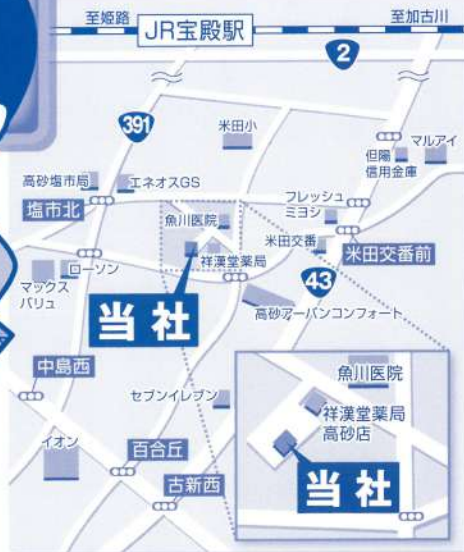 至姫路
JR宝殿駅
至加古川
2
391
米田小
但陽
信用金庫
マルアイ
高砂塩市局
エネオスGS
塩市北
フレッシュ
ミヨシ
魚川医院
米田交番
米田交番前
ローソン
祥漢堂薬局
マックス
バリュ
43
当社
高砂アーバンコンフォート
中島西
セブンイレブン
魚川医院
祥漢堂薬局
高砂店
イオン
百合丘
当社
古新西